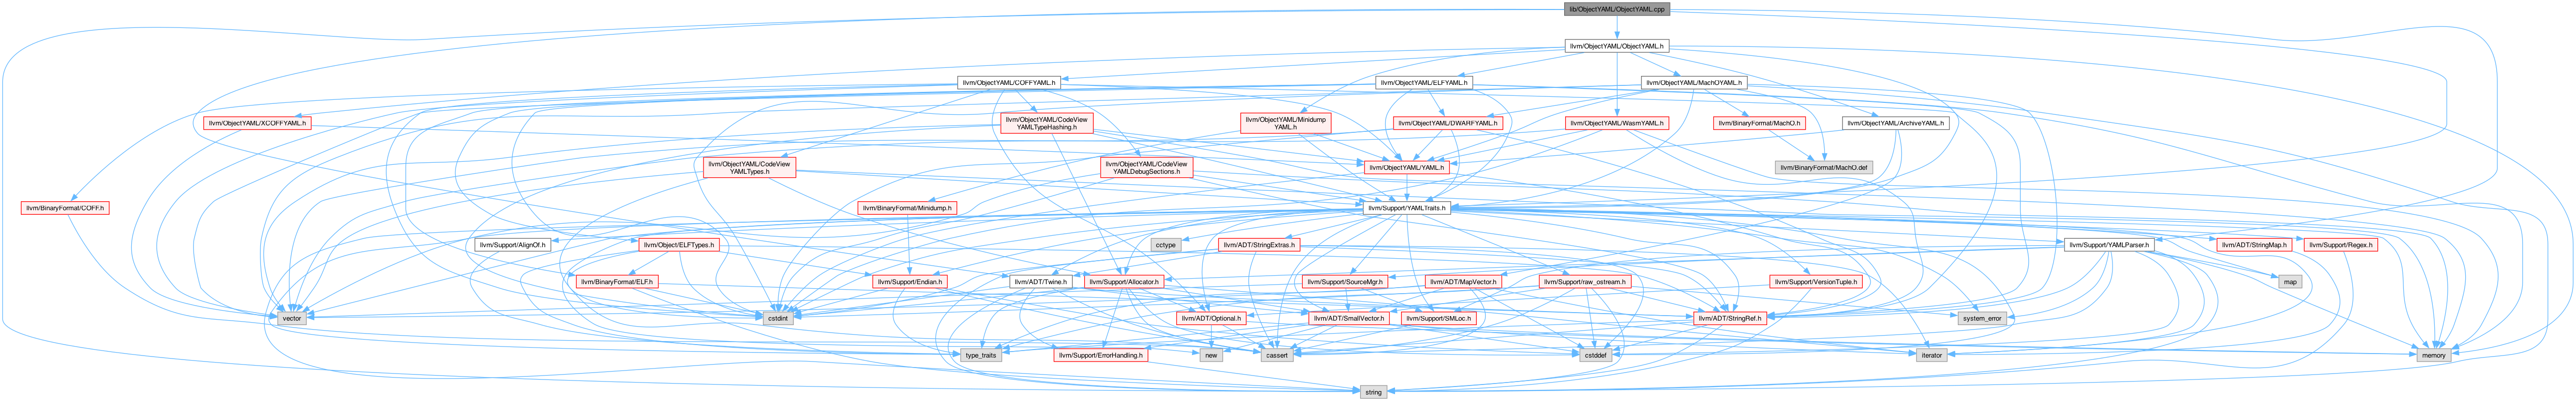 lib/ObjectYAML/ObjectYAML.cpp
llvm/ObjectYAML/ObjectYAML.h
llvm/ObjectYAML/COFFYAML.h
llvm/ObjectYAML/ELFYAML.h
llvm/ObjectYAML/MachOYAML.h
llvm/ObjectYAML/XCOFFYAML.h
llvm/ObjectYAML/CodeView
YAMLTypeHashing.h
llvm/ObjectYAML/Minidump
YAML.h
llvm/ObjectYAML/DWARFYAML.h
llvm/ObjectYAML/WasmYAML.h
llvm/BinaryFormat/MachO.h
llvm/ObjectYAML/ArchiveYAML.h
llvm/ObjectYAML/CodeView
YAMLTypes.h
llvm/ObjectYAML/CodeView
YAMLDebugSections.h
llvm/ObjectYAML/YAML.h
llvm/BinaryFormat/MachO.def
llvm/BinaryFormat/COFF.h
llvm/BinaryFormat/Minidump.h
llvm/Support/YAMLTraits.h
llvm/Support/AlignOf.h
llvm/Object/ELFTypes.h
cctype
llvm/ADT/StringExtras.h
llvm/Support/YAMLParser.h
llvm/ADT/StringMap.h
llvm/Support/Regex.h
llvm/BinaryFormat/ELF.h
llvm/Support/Endian.h
llvm/ADT/Twine.h
llvm/Support/Allocator.h
llvm/Support/SourceMgr.h
llvm/ADT/MapVector.h
llvm/Support/raw_ostream.h
llvm/Support/VersionTuple.h
map
vector
cstdint
llvm/ADT/Optional.h
llvm/ADT/SmallVector.h
llvm/Support/SMLoc.h
llvm/ADT/StringRef.h
system_error
type_traits
llvm/Support/ErrorHandling.h
new
cassert
cstddef
iterator
memory
string